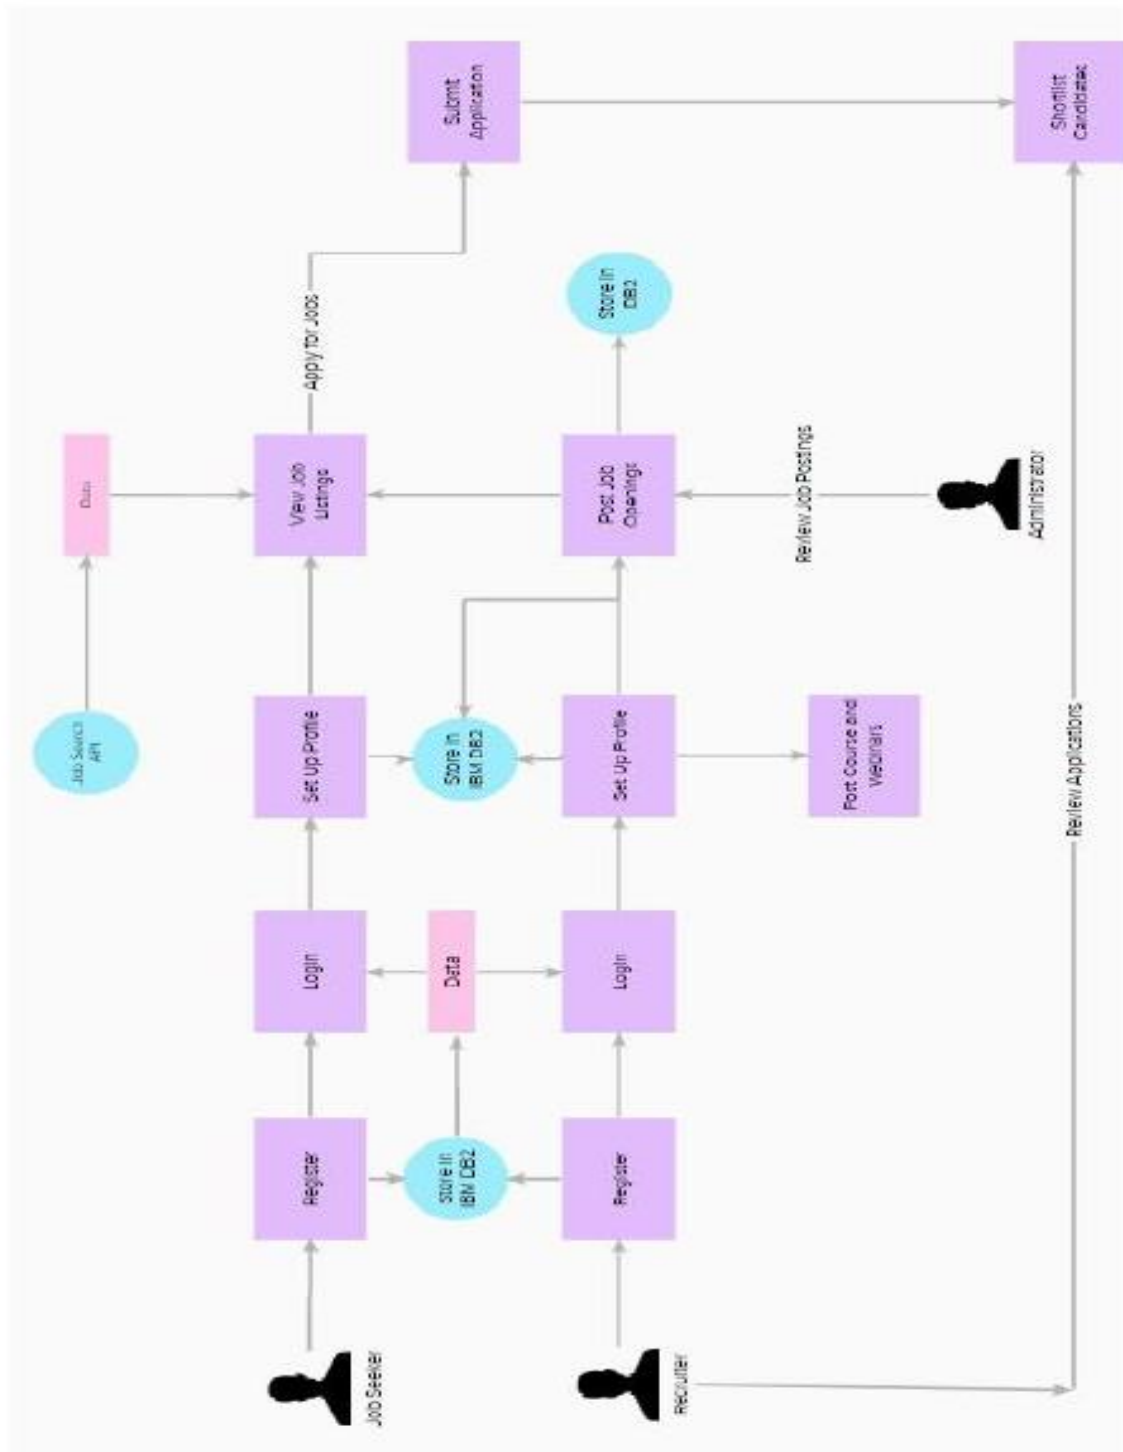 Job Search
API
Data
Job Seeker
Register
Login
Set Up Profile
View Job
Listings
Apply for Jobs
Submit
Application
Store in
IBM DB2
Data
Store in
IBM DB2
Recruiter
Register
Login
Set Up Profile
Post Job
Openings
Store in
DB2
Review Job Postings
Post Course and
Webinars
Administrator
Review Applications
Shortlist
Candidates